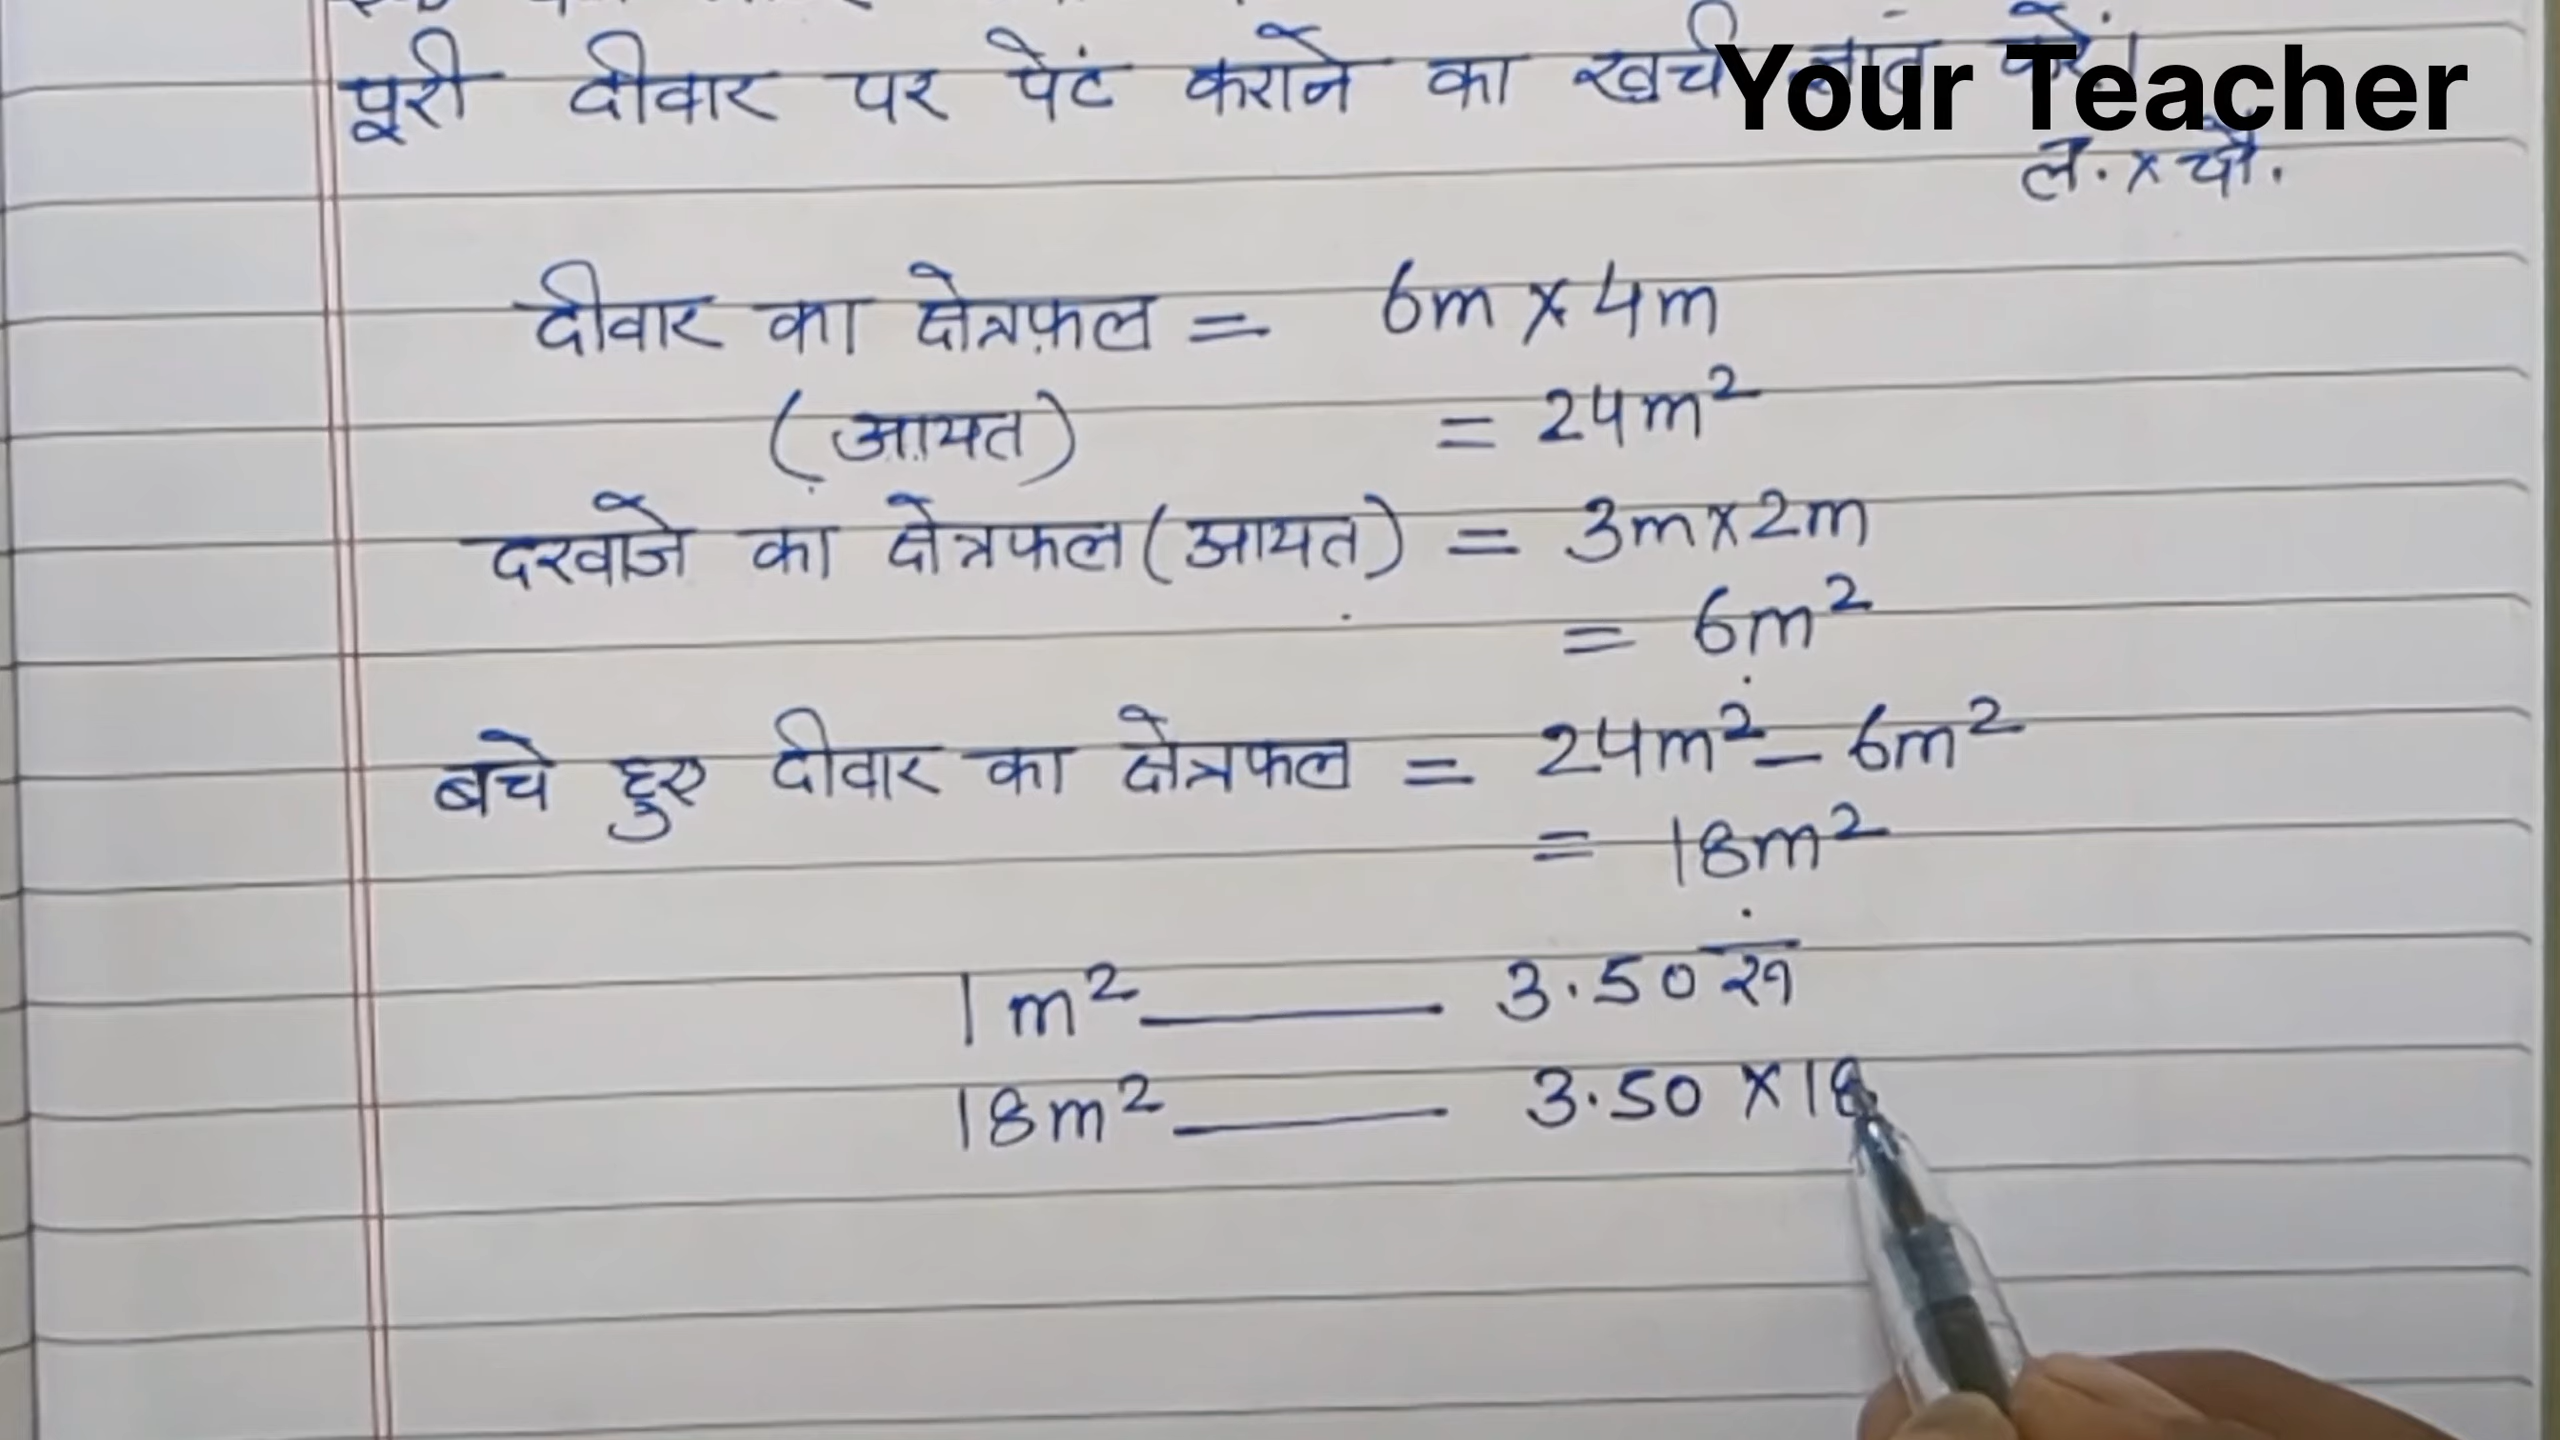 पूरी दीवार पर पेंट कराने का खर्च ज्ञात करें।
Your Teacher
ल. × चौ.
दीवार का क्षेत्रफल = 6m × 4m
(आयत) = 24m²
दरवाजे का क्षेत्रफल (आयत) = 3m × 2m
= 6m²
बचे हुए दीवार का क्षेत्रफल = 24m² - 6m²
= 18m²
1m² — 3.50 रु
18m² — 3.50 × 18